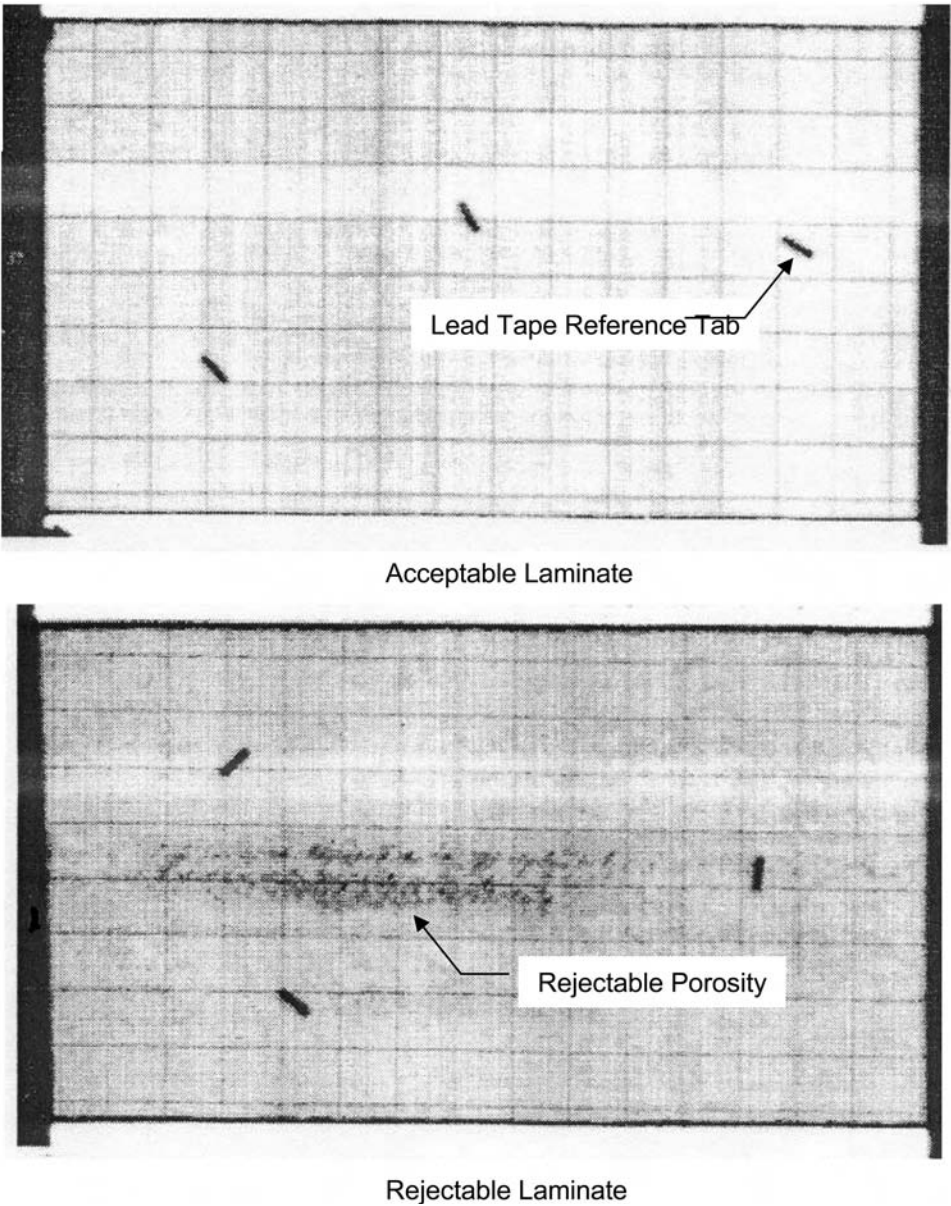 Lead Tape Reference Tab
Acceptable Laminate
Rejectable Porosity
Rejectable Laminate